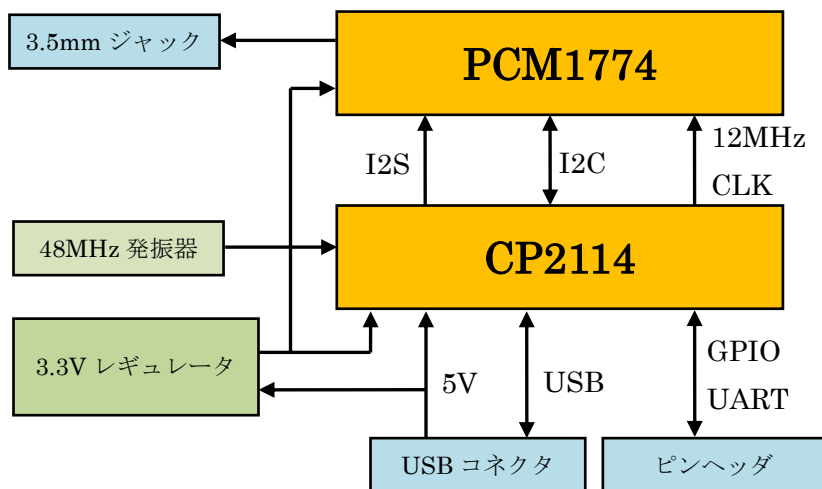 3.5mm ジャック
PCM1774
I2S
I2C
12MHz
CLK
48MHz 発振器
CP2114
3.3V レギュレータ
5V
USB
GPIO
UART
USB コネクタ
ピンヘッダ